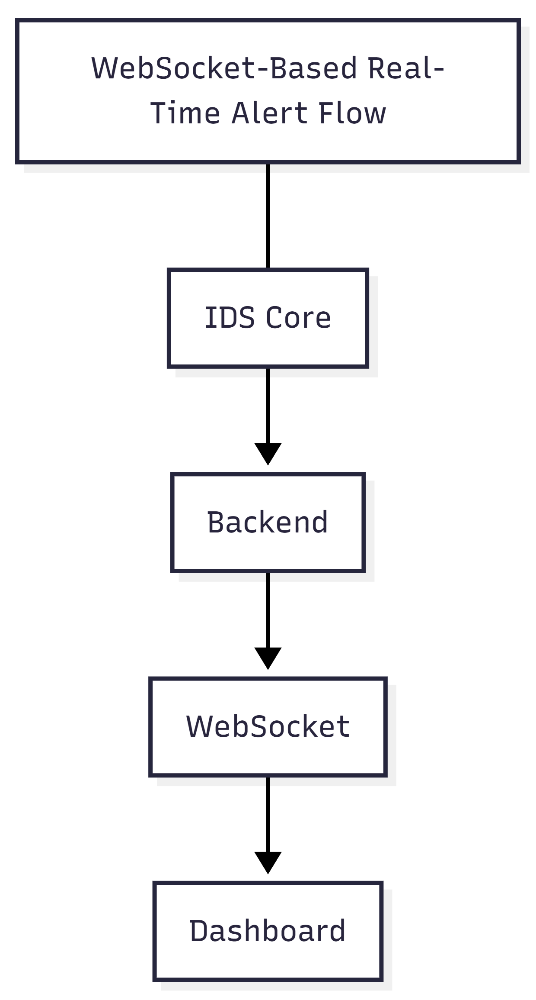 WebSocket-Based Real-
Time Alert Flow
IDS Core
Backend
WebSocket
Dashboard